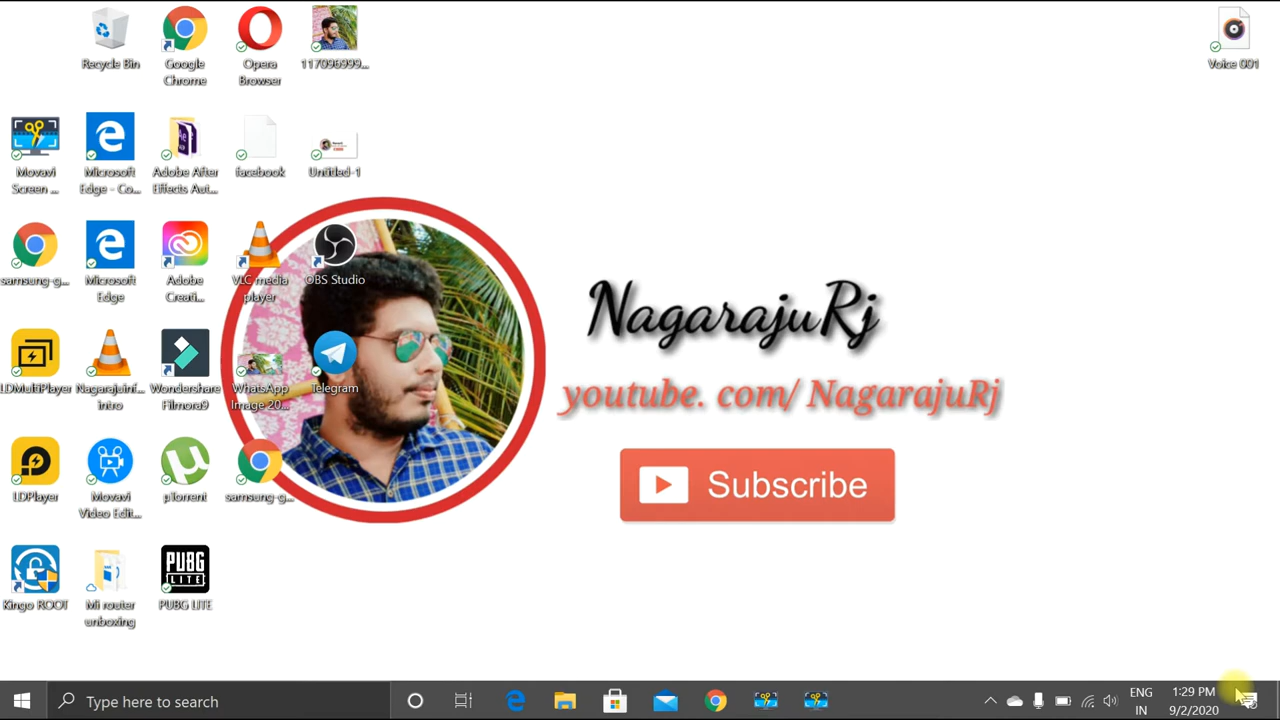 Recycle Bin
Google
Chrome
Opera
Browser
117096999...
Voice 001
Movavi
Screen ...
Microsoft
Edge - Co...
Adobe After
Effects Aut...
facebook
Untitled-1
samsung-g...
Microsoft
Edge
Adobe
Creati...
VLC media
player
OBS Studio
LDMultiPlayer
Nagarajuinf...
intro
Wondershare
Filmora9
WhatsApp
Image 20...
Telegram
LDPlayer
Movavi
Video Edit...
µTorrent
samsung-g...
Kingo ROOT
Mi router
unboxing
PUBG
LITE
PUBG LITE
NagarajuRj
youtube. com/ NagarajuRj
Subscribe
Type here to search
ENG
IN
1:29 PM
9/2/2020